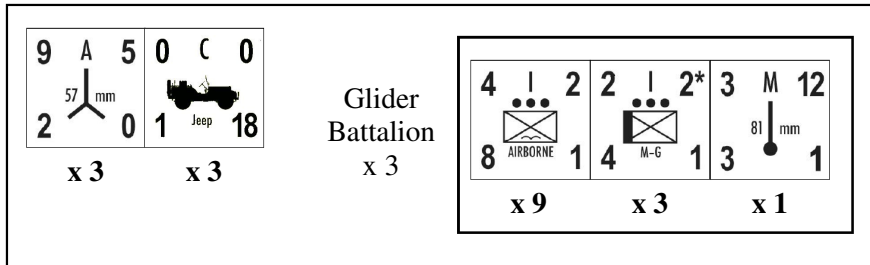 9 A 5
57 mm
2 0
x 3
0 C 0
Jeep
1 18
x 3
Glider
Battalion
x 3
4 I 2
AIRBORNE
8 1
x 9
2 I 2*
M-G
4 1
x 3
3 M 12
81 mm
3 1
x 1